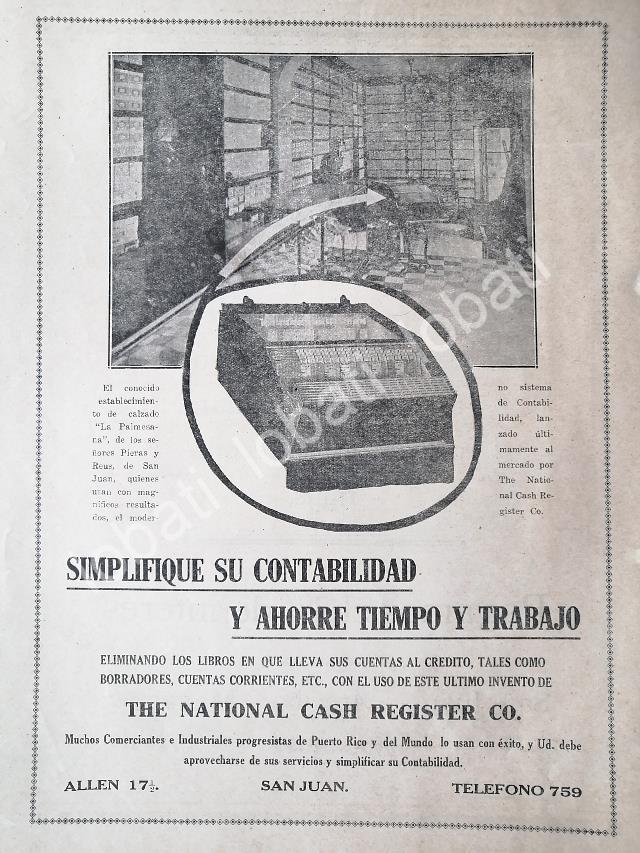 El conocido
establecimien-
to de calzado
"La Palmesa-
na", de los se-
ñores Pieras y
Reus, de San
Juan, quienes
usan con mag-
níficos resulta-
dos, el moder-
no sistema
de Contabi-
lidad, lan-
zado últi-
mamente al
mercado por
The Natio-
nal Cash Re-
gister Co.
SIMPLIFIQUE SU CONTABILIDAD
Y AHORRE TIEMPO Y TRABAJO
ELIMINANDO LOS LIBROS EN QUE LLEVA SUS CUENTAS AL CREDITO, TALES COMO
BORRADORES, CUENTAS CORRIENTES, ETC., CON EL USO DE ESTE ULTIMO INVENTO DE
THE NATIONAL CASH REGISTER CO.
Muchos Comerciantes e Industriales progresistas de Puerto Rico y del Mundo lo usan con éxito, y Ud. debe
aprovecharse de sus servicios y simplificar su Contabilidad.
ALLEN 17½. SAN JUAN. TELEFONO 759
lobati lobati lobati